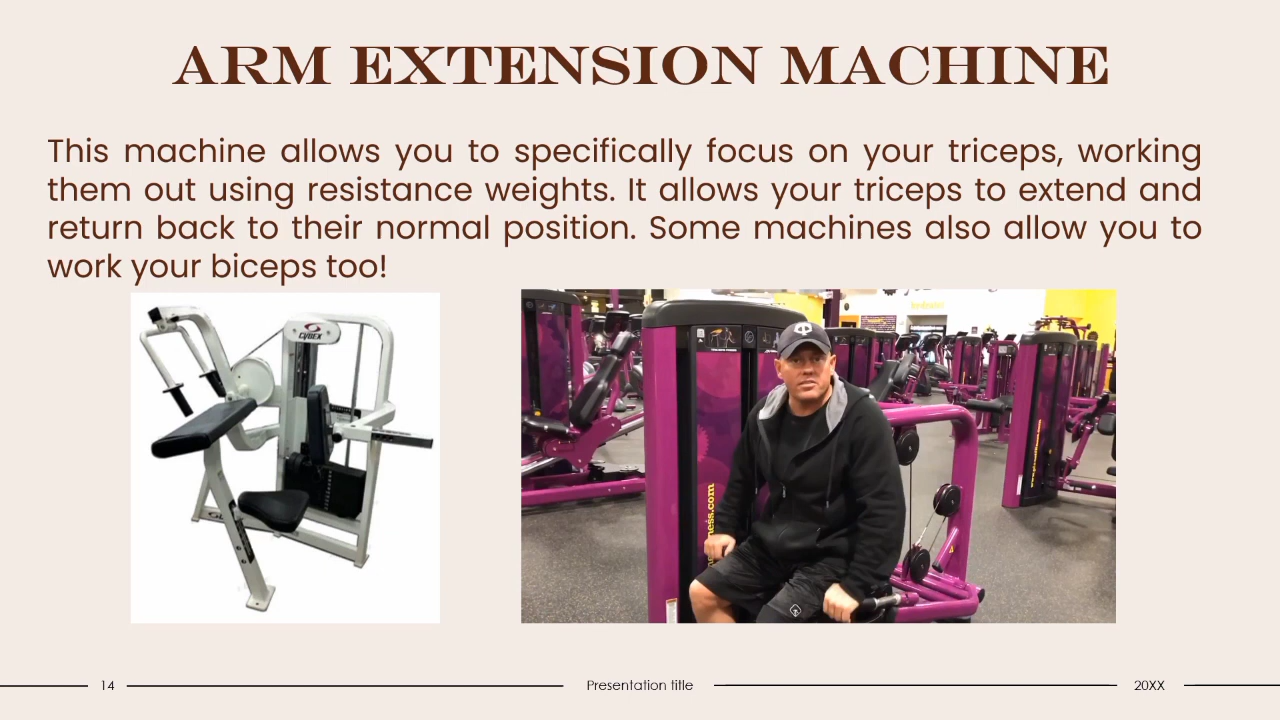 ARM EXTENSION MACHINE
This machine allows you to specifically focus on your triceps, working
them out using resistance weights. It allows your triceps to extend and
return back to their normal position. Some machines also allow you to
work your biceps too!
CYBEX
ness.com
14
Presentation title
20XX